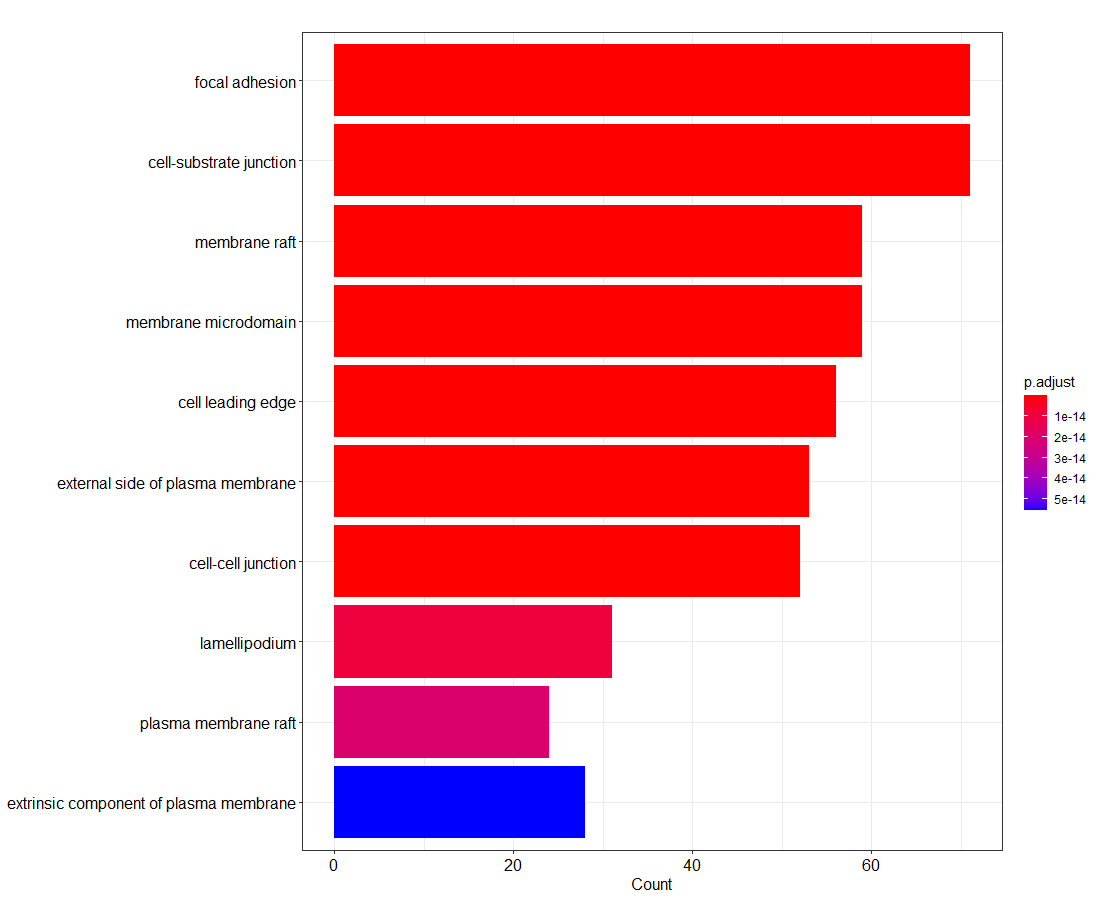 focal adhesion
cell-substrate junction
membrane raft
membrane microdomain
cell leading edge
external side of plasma membrane
cell-cell junction
lamellipodium
plasma membrane raft
extrinsic component of plasma membrane
0 20 40 60
Count
p.adjust
1e-14
2e-14
3e-14
4e-14
5e-14